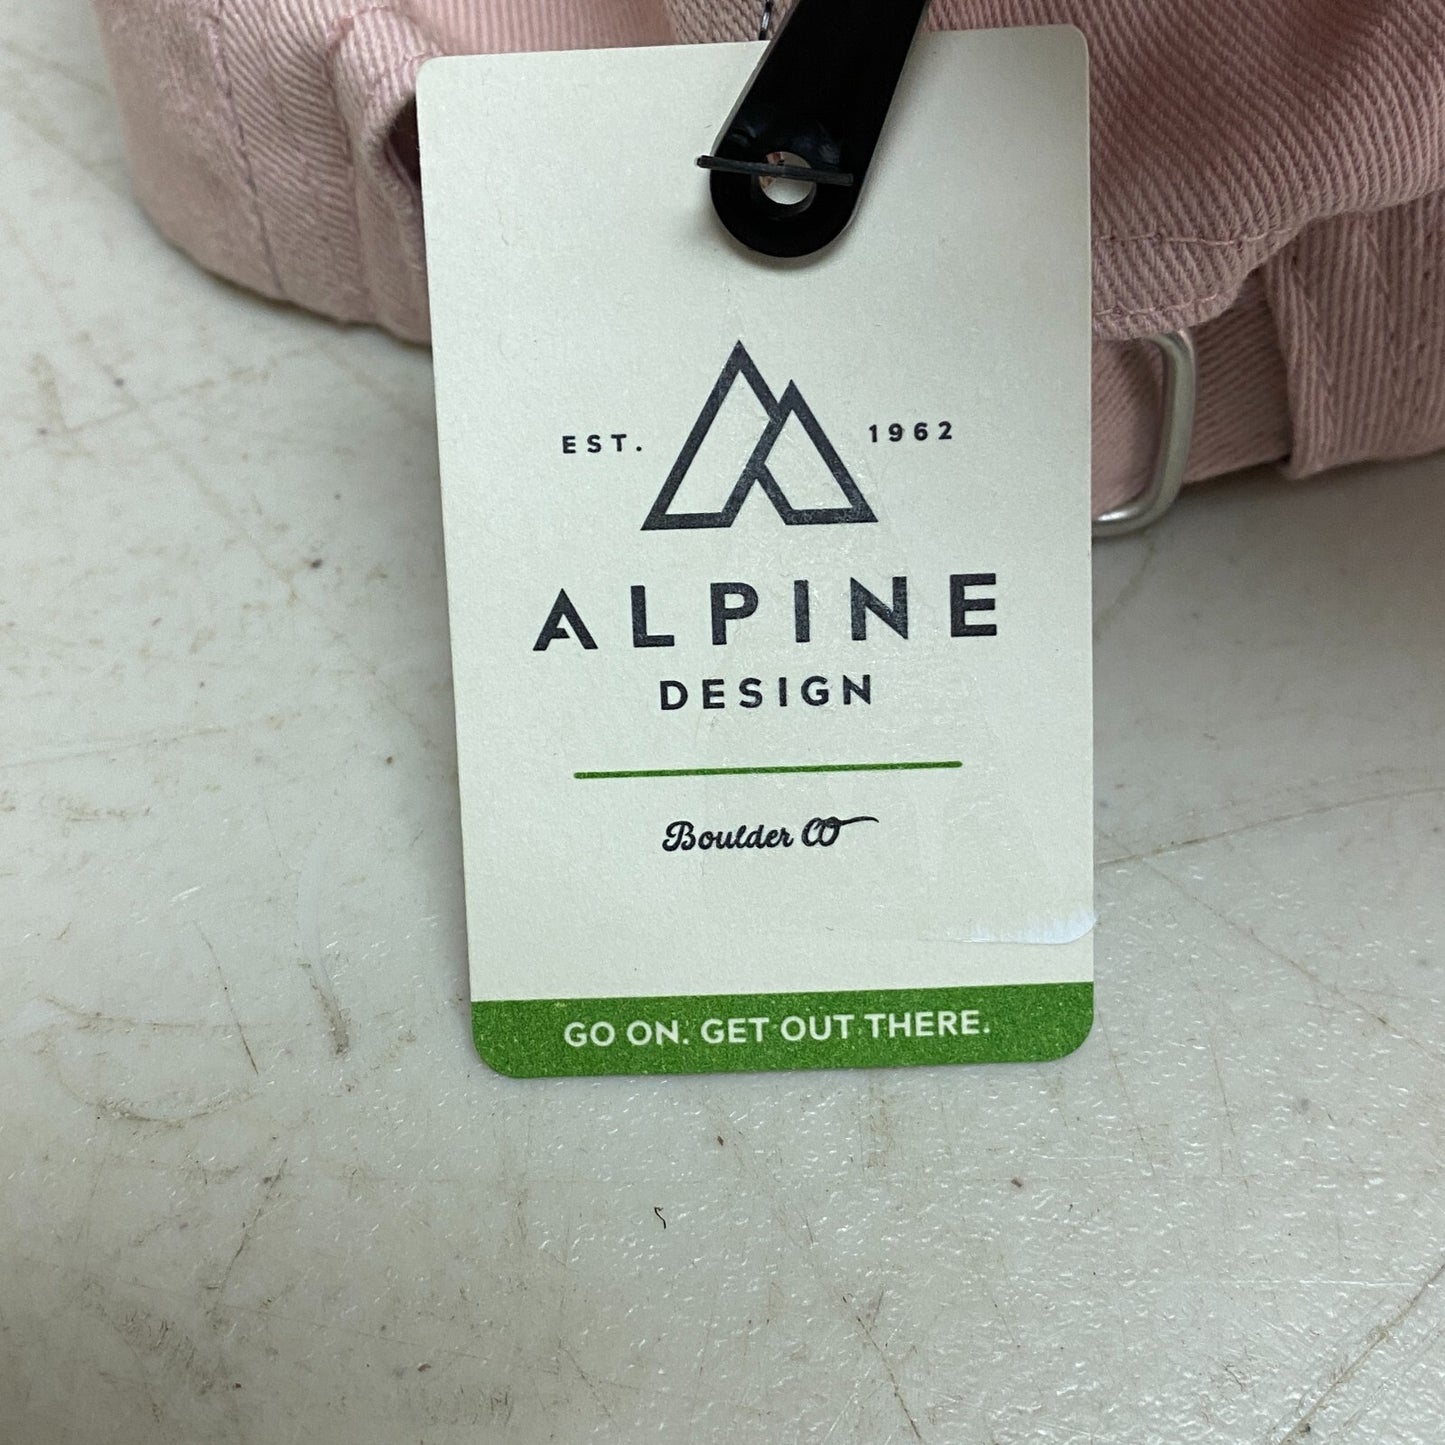 EST. 1962
ALPINE
DESIGN
Boulder CO
GO ON. GET OUT THERE.